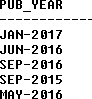 PUB_YEAR
------------
JAN-2017
JUN-2016
SEP-2016
SEP-2015
MAY-2016